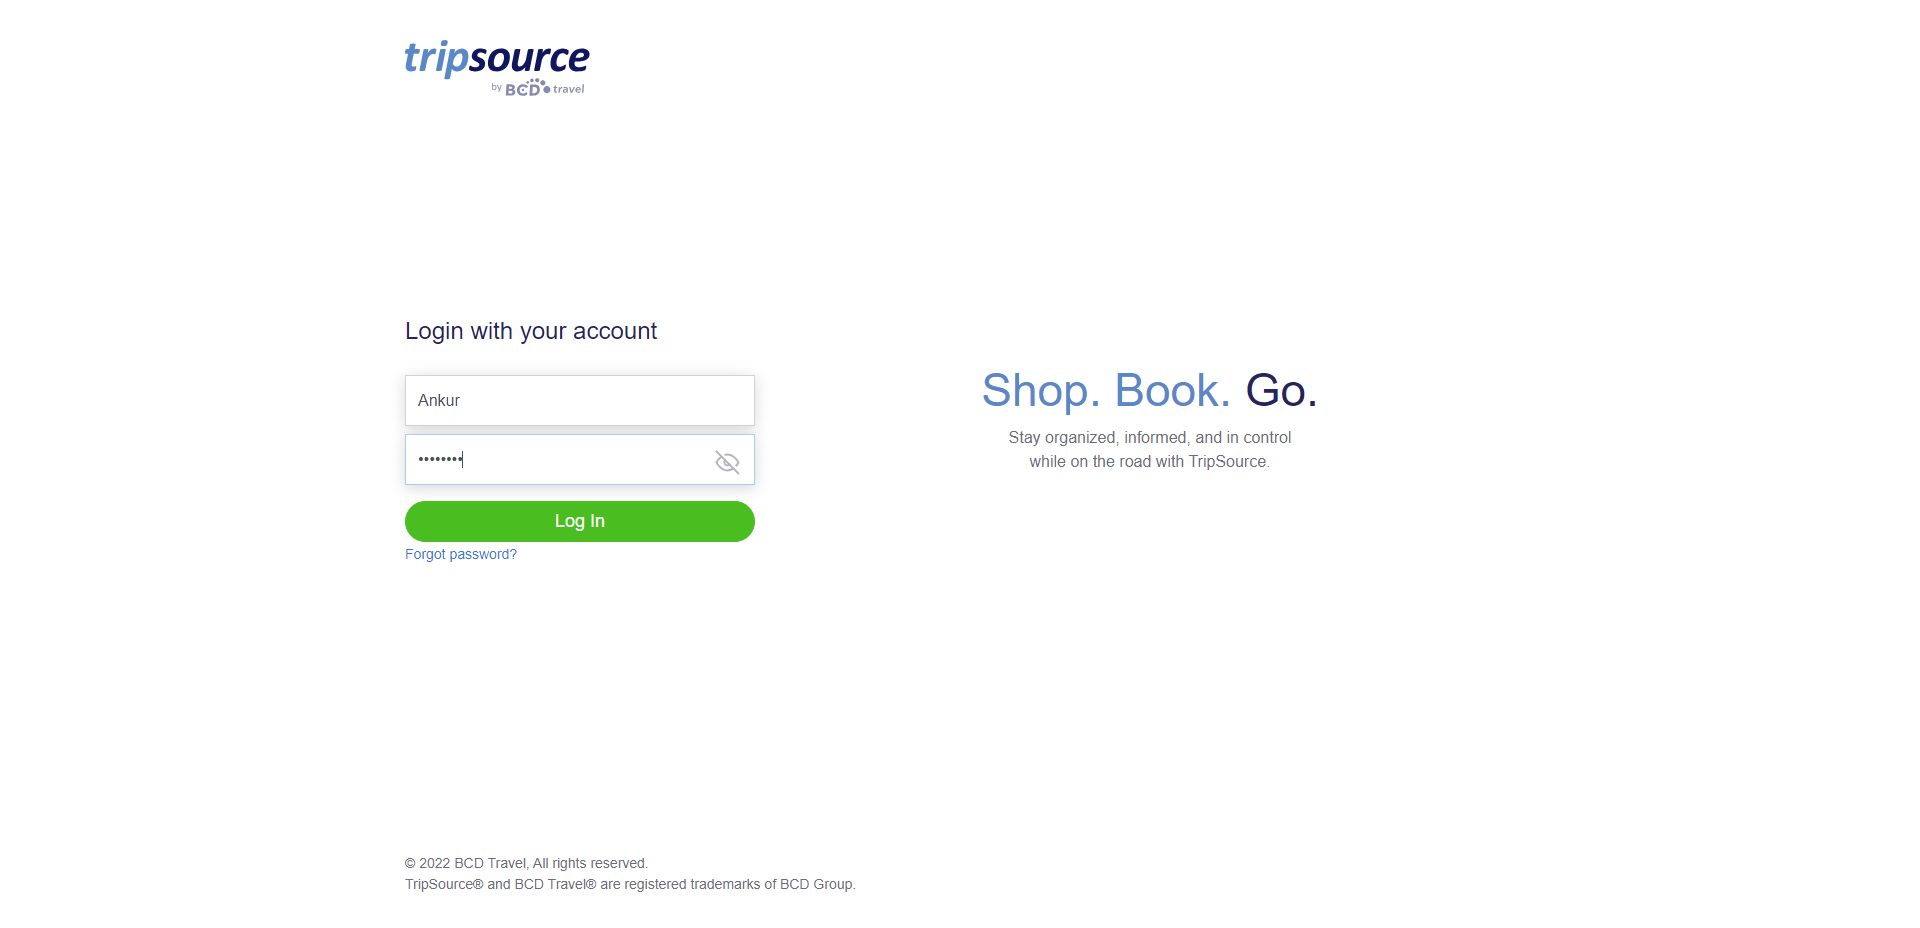 tripsource
by BCD travel
Login with your account
Ankur
••••••••
Log In
Forgot password?
Shop. Book. Go.
Stay organized, informed, and in control
while on the road with TripSource.
© 2022 BCD Travel, All rights reserved.
TripSource® and BCD Travel® are registered trademarks of BCD Group.